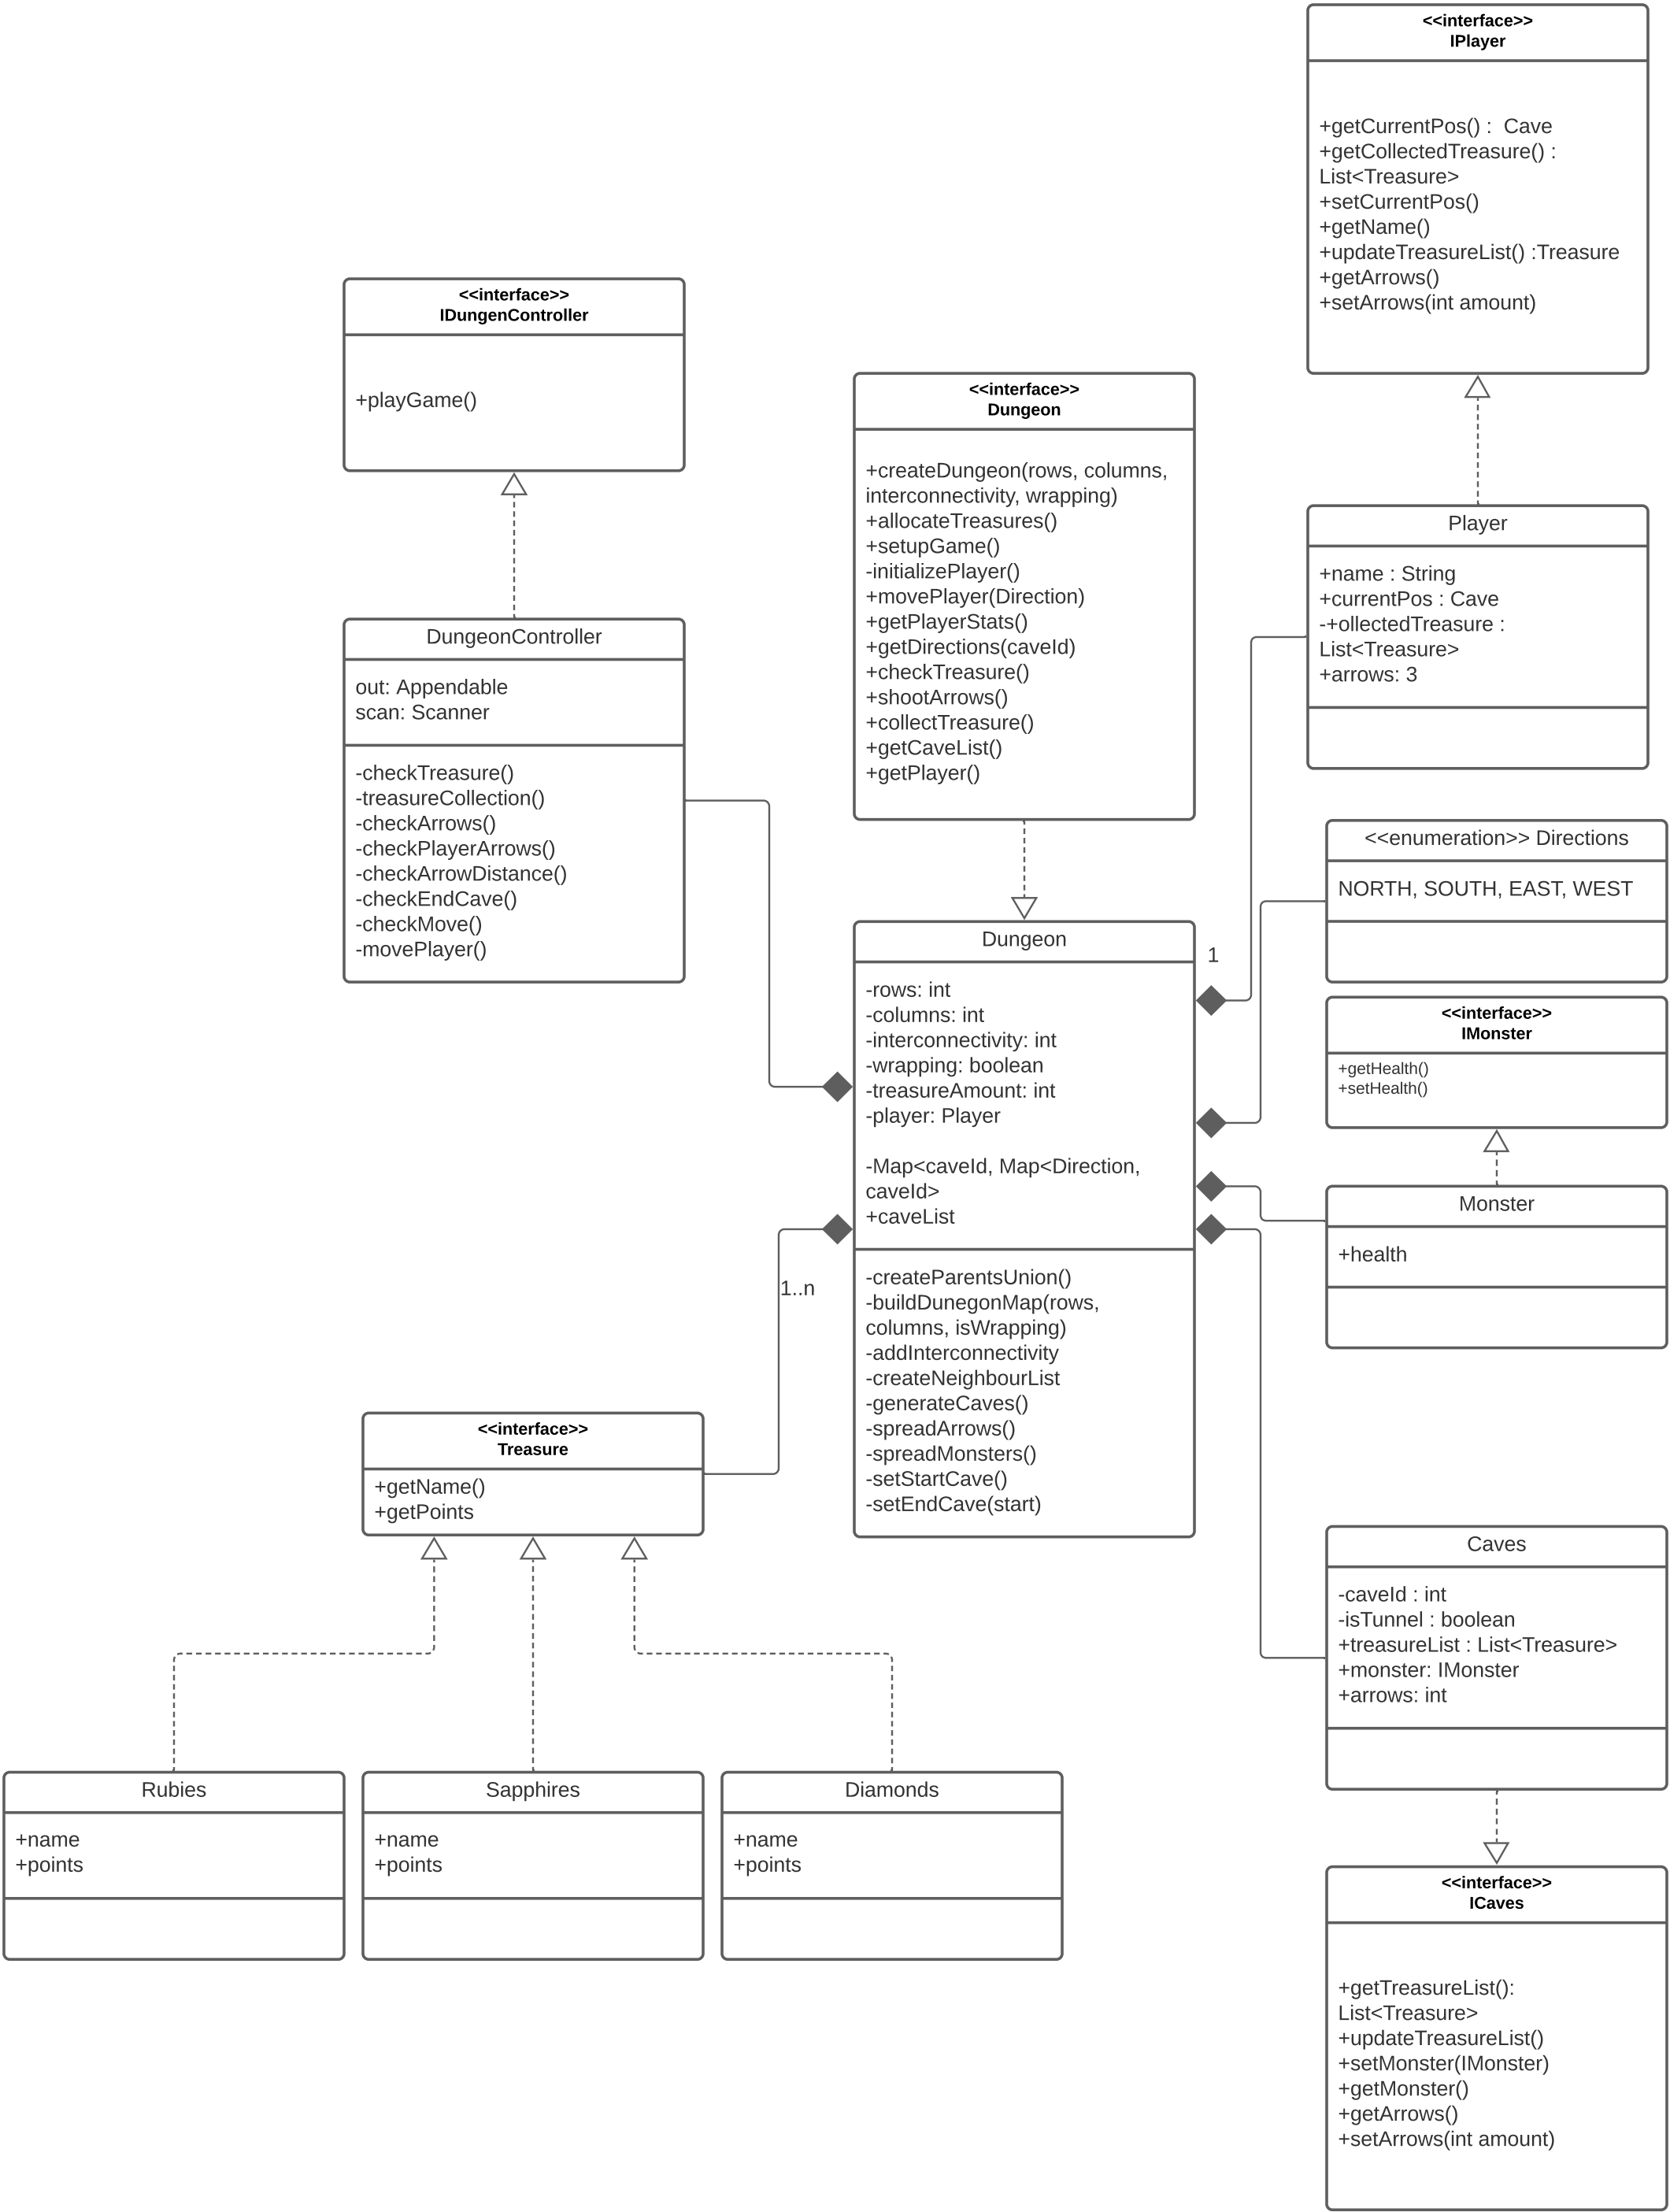 <<interface>>
IPlayer
+getCurrentPos() :  Cave
+getCollectedTreasure() :
List<Treasure>
+setCurrentPos()
+getName()
+updateTreasureList() :Treasure
+getArrows()
+setArrows(int amount)
<<interface>>
IDungenController
+playGame()
<<interface>>
Dungeon
+createDungeon(rows, columns,
interconnectivity, wrapping)
+allocateTreasures()
+setupGame()
-initializePlayer()
+movePlayer(Direction)
+getPlayerStats()
+getDirections(caveId)
+checkTreasure()
+shootArrows()
+collectTreasure()
+getCaveList()
+getPlayer()
Player
+name : String
+currentPos : Cave
-+ollectedTreasure :
List<Treasure>
+arrows: 3
DungeonController
out: Appendable
scan: Scanner
-checkTreasure()
-treasureCollection()
-checkArrows()
-checkPlayerArrows()
-checkArrowDistance()
-checkEndCave()
-checkMove()
-movePlayer()
<<enumeration>> Directions
NORTH, SOUTH, EAST, WEST
Dungeon
-rows: int
-columns: int
-interconnectivity: int
-wrapping: boolean
-treasureAmount: int
-player: Player
-Map<caveId, Map<Direction,
caveId>
+caveList
-createParentsUnion()
-buildDunegonMap(rows,
columns, isWrapping)
-addInterconnectivity
-createNeighbourList
-generateCaves()
-spreadArrows()
-spreadMonsters()
-setStartCave()
-setEndCave(start)
1
1..n
<<interface>>
IMonster
+getHealth()
+setHealth()
Monster
+health
<<interface>>
Treasure
+getName()
+getPoints
Caves
-caveId : int
-isTunnel : boolean
+treasureList : List<Treasure>
+monster: IMonster
+arrows: int
Rubies
+name
+points
Sapphires
+name
+points
Diamonds
+name
+points
<<interface>>
ICaves
+getTreasureList():
List<Treasure>
+updateTreasureList()
+setMonster(IMonster)
+getMonster()
+getArrows()
+setArrows(int amount)